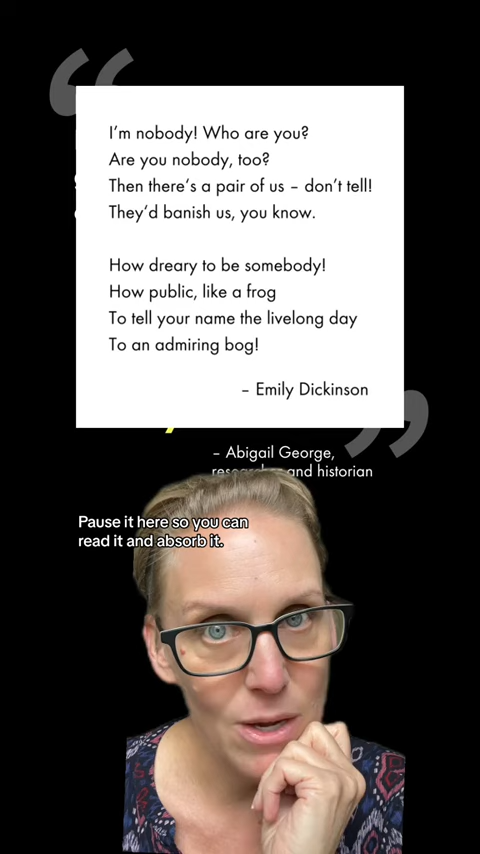 I'm nobody! Who are you?
Are you nobody, too?
Then there's a pair of us – don't tell!
They'd banish us, you know.
How dreary to be somebody!
How public, like a frog
To tell your name the livelong day
To an admiring bog!
– Emily Dickinson
– Abigail George,
and historian
Pause it here so you can
read it and absorb it.